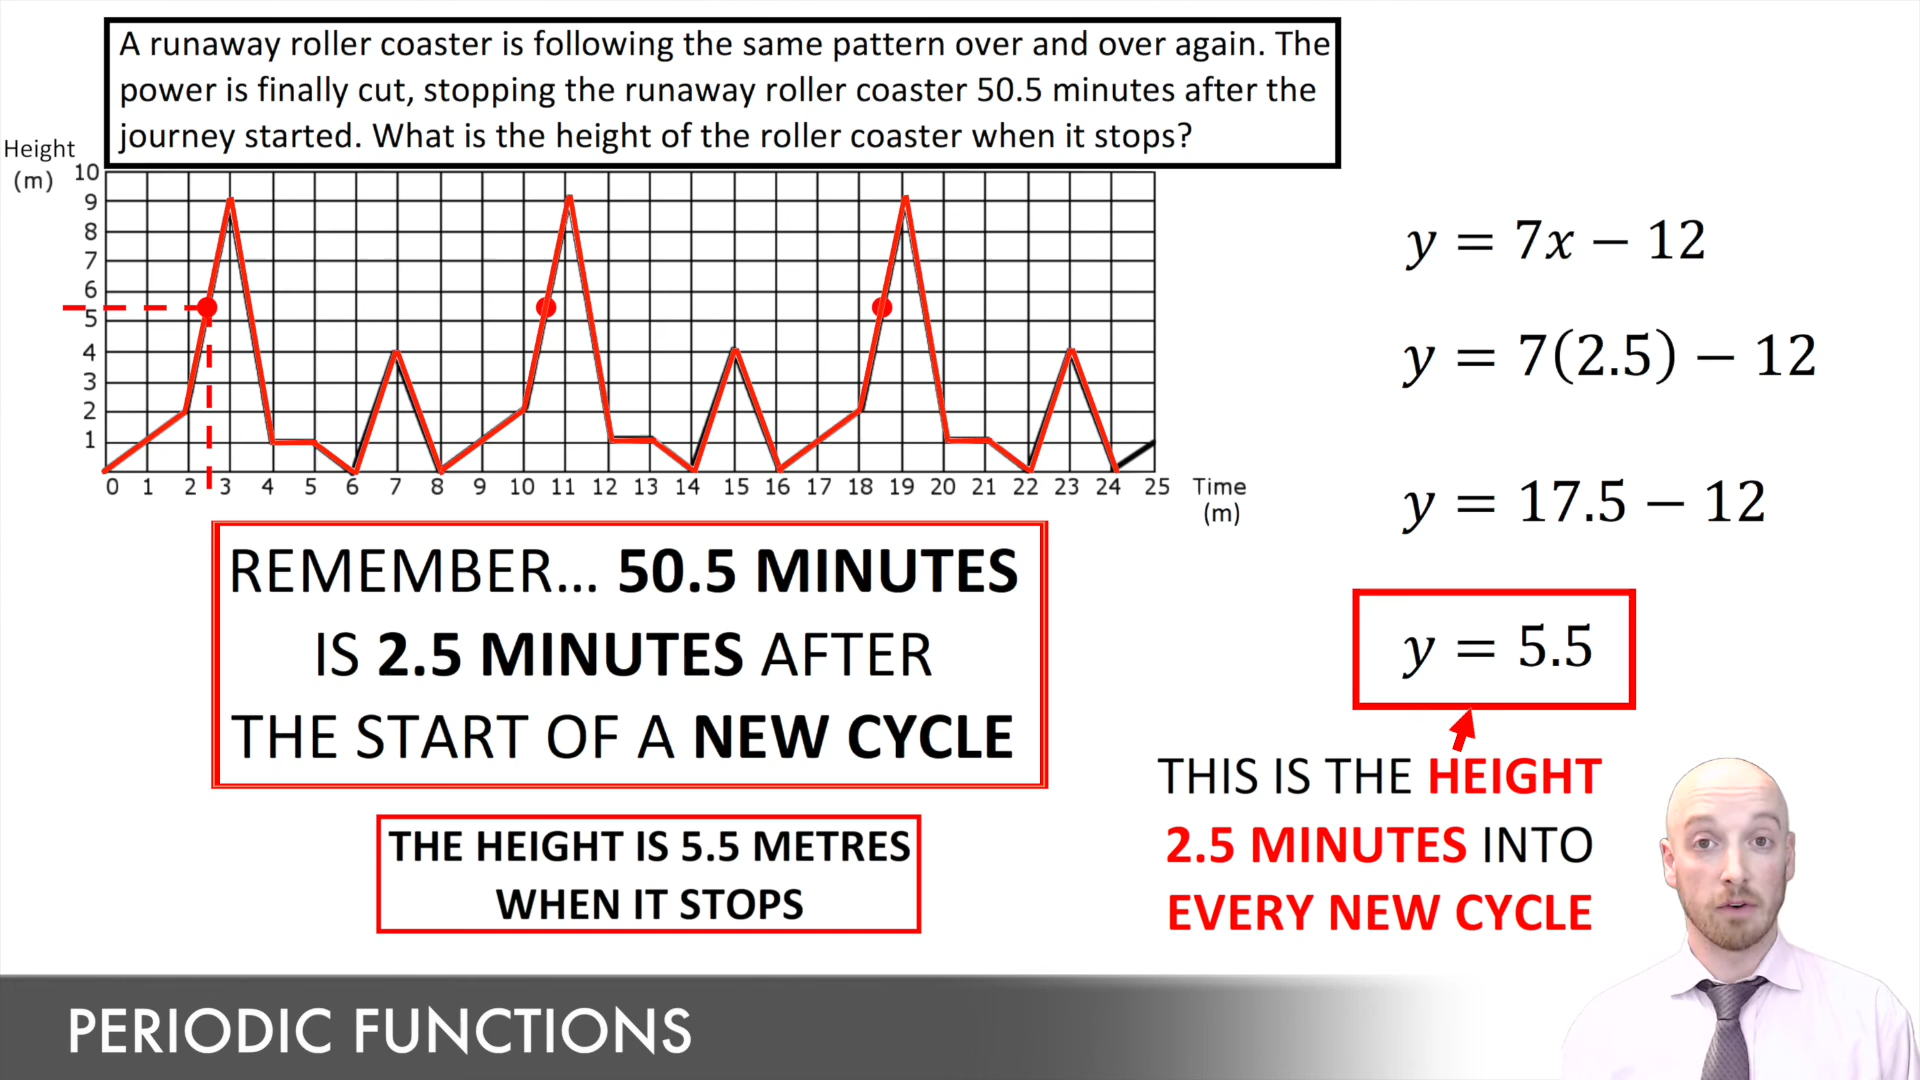 A runaway roller coaster is following the same pattern over and over again. The
power is finally cut, stopping the runaway roller coaster 50.5 minutes after the
journey started. What is the height of the roller coaster when it stops?
Height
(m)
10
9
8
7
6
5
4
3
2
1
0 1 2 3 4 5 6 7 8 9 10 11 12 13 14 15 16 17 18 19 20 21 22 23 24 25
Time
(m)
y = 7x − 12
y = 7(2.5) − 12
y = 17.5 − 12
y = 5.5
REMEMBER... 50.5 MINUTES
IS 2.5 MINUTES AFTER
THE START OF A NEW CYCLE
THE HEIGHT IS 5.5 METRES
WHEN IT STOPS
THIS IS THE HEIGHT
2.5 MINUTES INTO
EVERY NEW CYCLE
PERIODIC FUNCTIONS